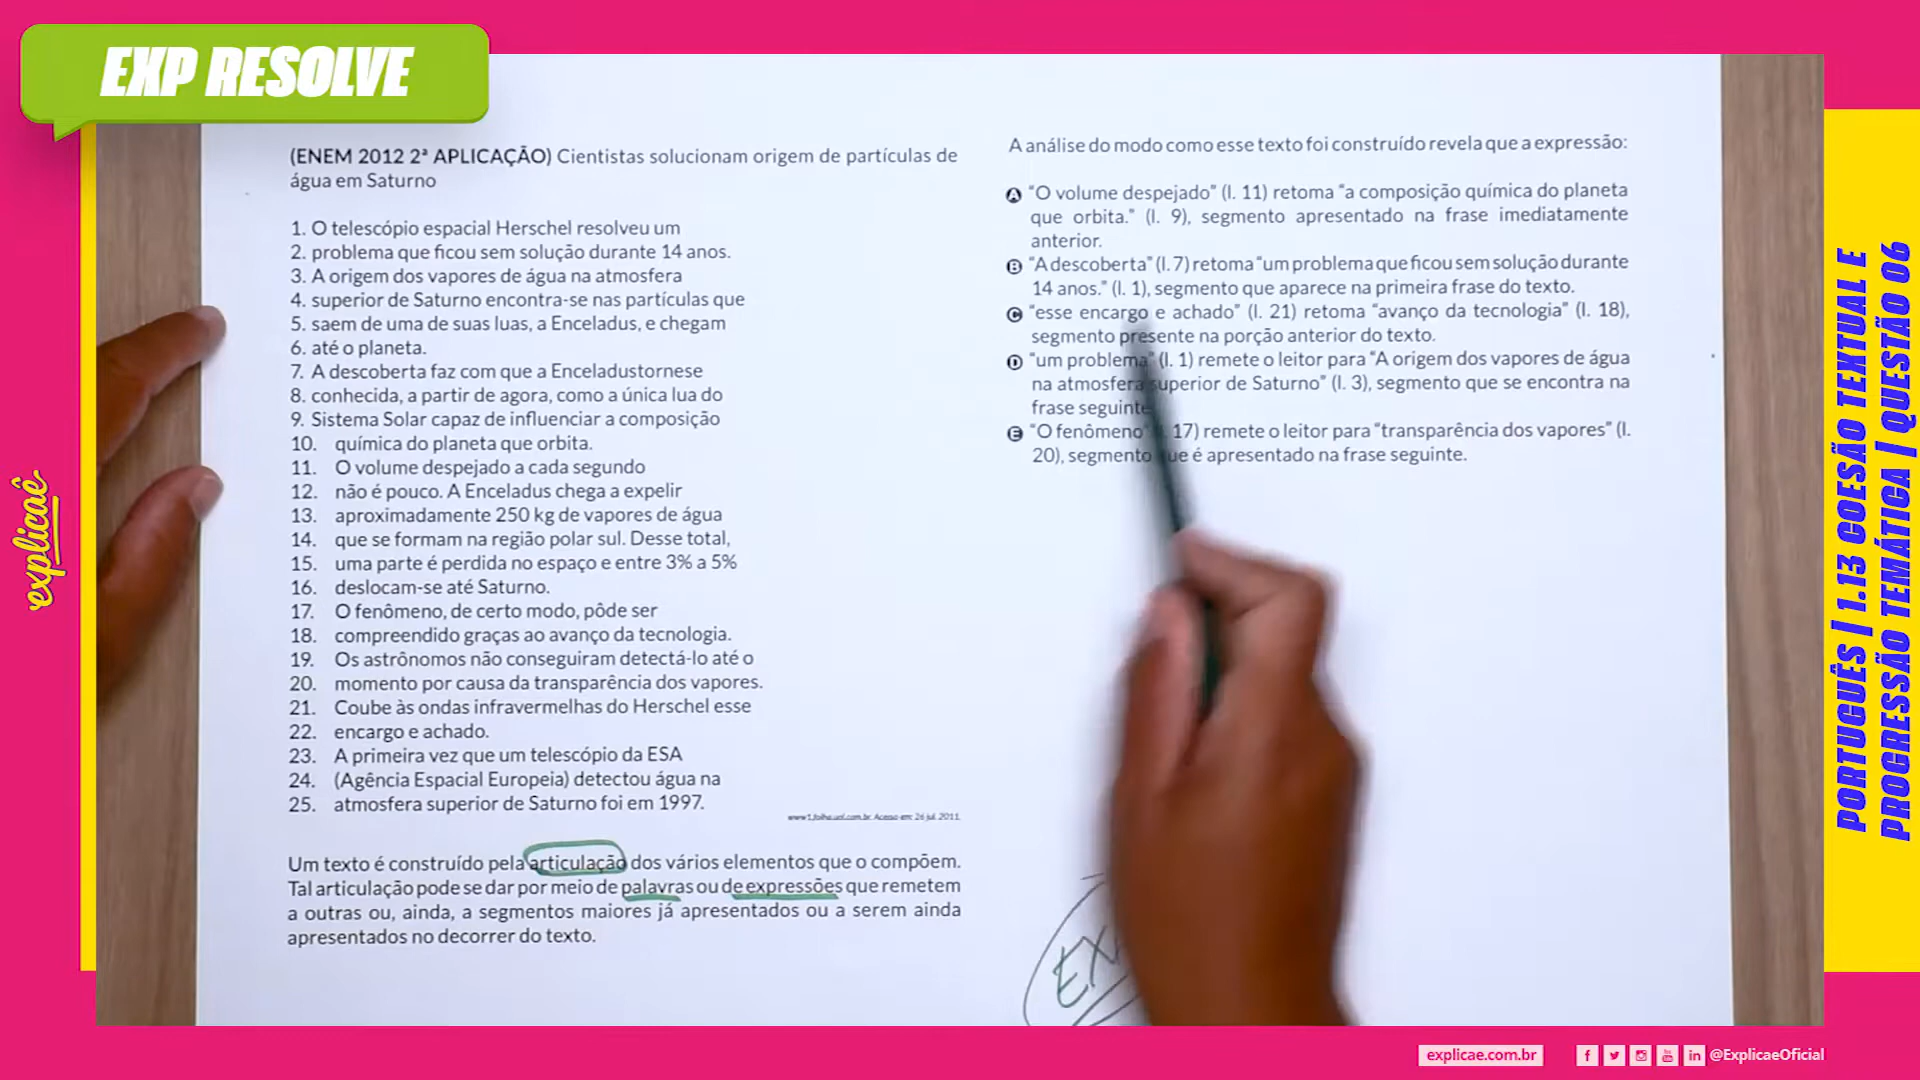 EXP RESOLVE
(ENEM 2012 2ª APLICAÇÃO) Cientistas solucionam origem de partículas de
água em Saturno
1. O telescópio espacial Herschel resolveu um
2. problema que ficou sem solução durante 14 anos.
3. A origem dos vapores de água na atmosfera
4. superior de Saturno encontra-se nas partículas que
5. saem de uma de suas luas, a Enceladus, e chegam
6. até o planeta.
7. A descoberta faz com que a Enceladustornese
8. conhecida, a partir de agora, como a única lua do
9. Sistema Solar capaz de influenciar a composição
10. química do planeta que orbita.
11. O volume despejado a cada segundo
12. não é pouco. A Enceladus chega a expelir
13. aproximadamente 250 kg de vapores de água
14. que se formam na região polar sul. Desse total,
15. uma parte é perdida no espaço e entre 3% a 5%
16. deslocam-se até Saturno.
17. O fenômeno, de certo modo, pôde ser
18. compreendido graças ao avanço da tecnologia.
19. Os astrônomos não conseguiram detectá-lo até o
20. momento por causa da transparência dos vapores.
21. Coube às ondas infravermelhas do Herschel esse
22. encargo e achado.
23. A primeira vez que um telescópio da ESA
24. (Agência Espacial Europeia) detectou água na
25. atmosfera superior de Saturno foi em 1997.
www1.folha.uol.com.br. Acesso em: 26 jul. 2011.
Um texto é construído pela articulação dos vários elementos que o compõem.
Tal articulação pode se dar por meio de palavras ou de expressões que remetem
a outras ou, ainda, a segmentos maiores já apresentados ou a serem ainda
apresentados no decorrer do texto.
A análise do modo como esse texto foi construído revela que a expressão:
A "O volume despejado" (l. 11) retoma "a composição química do planeta
que orbita." (l. 9), segmento apresentado na frase imediatamente
anterior.
B "A descoberta" (l. 7) retoma "um problema que ficou sem solução durante
14 anos." (l. 1), segmento que aparece na primeira frase do texto.
C "esse encargo e achado" (l. 21) retoma "avanço da tecnologia" (l. 18),
segmento presente na porção anterior do texto.
D "um problema" (l. 1) remete o leitor para "A origem dos vapores de água
na atmosfera superior de Saturno" (l. 3), segmento que se encontra na
frase seguinte
E "O fenômeno" 17) remete o leitor para "transparência dos vapores" (l.
20), segmento que é apresentado na frase seguinte.
EX
explicaê
PORTUGUÊS | 1.13 COESÃO TEXTUAL E
PROGRESSÃO TEMÁTICA | QUESTÃO 06
explicae.com.br
@ExplicaeOficial